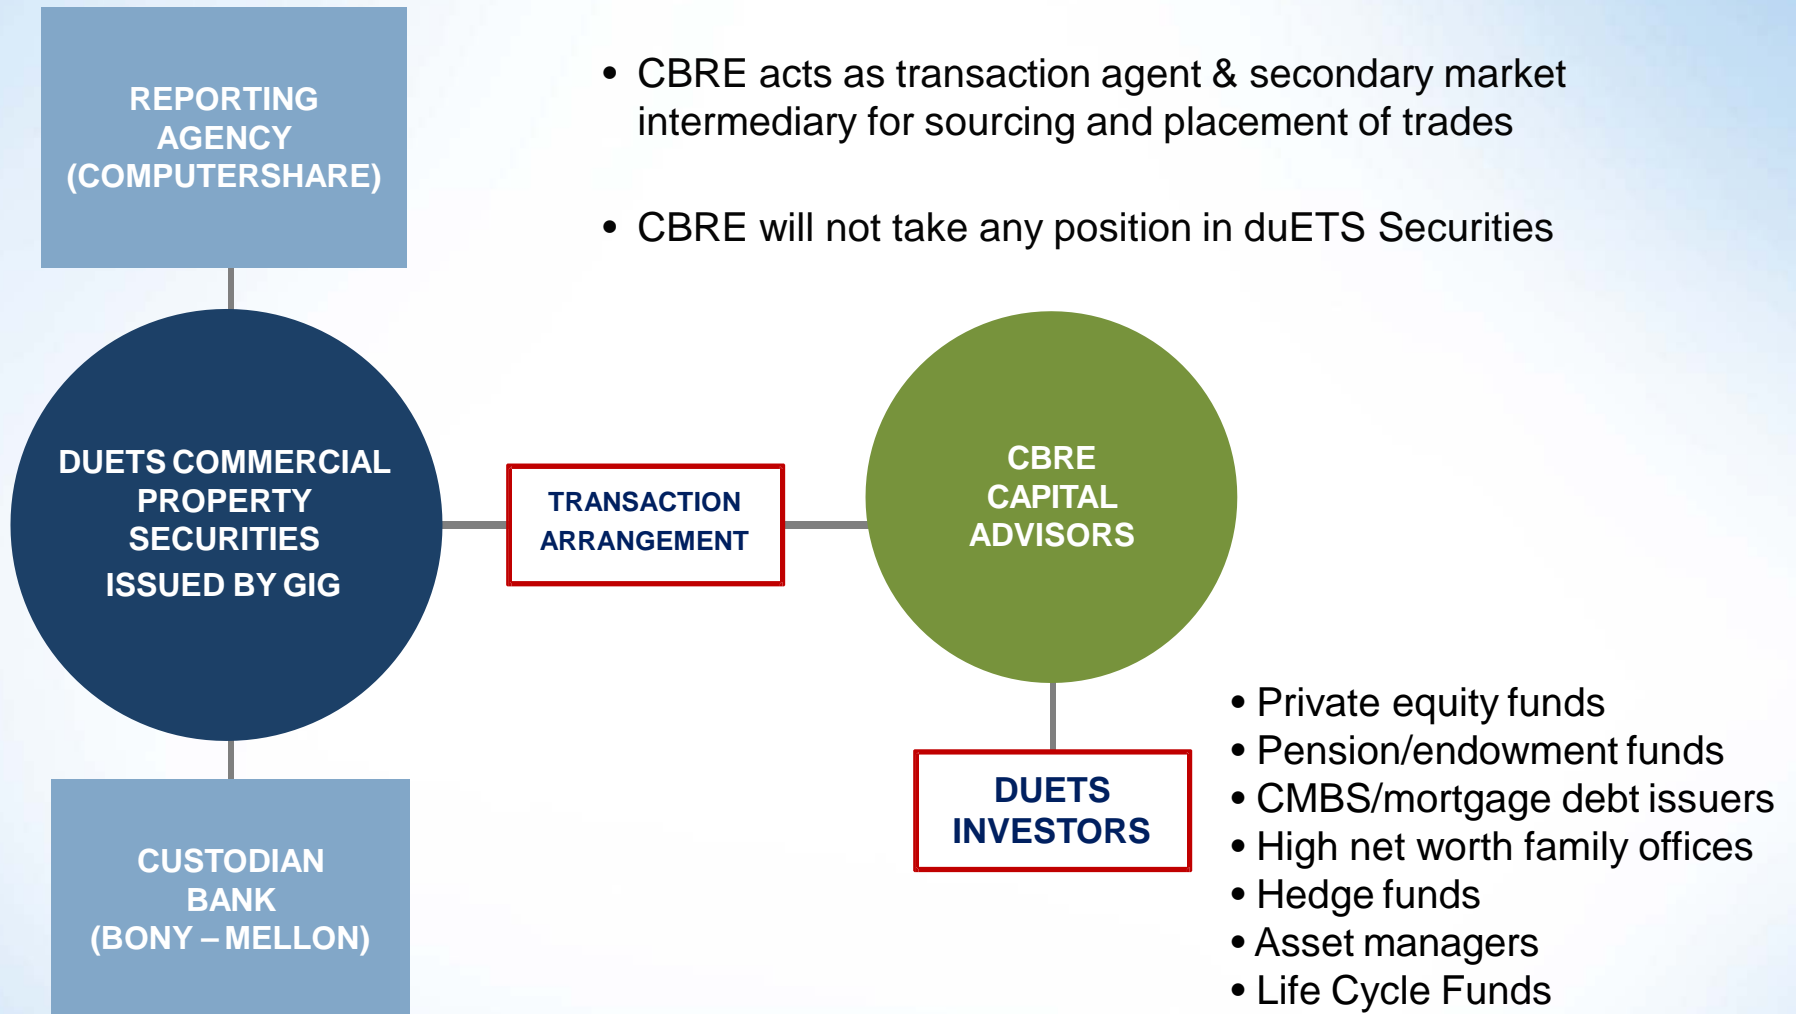 REPORTING
AGENCY
(COMPUTERSHARE)
• CBRE acts as transaction agent & secondary market
intermediary for sourcing and placement of trades
• CBRE will not take any position in duETS Securities
DUETS COMMERCIAL
PROPERTY
SECURITIES
ISSUED BY GIG
TRANSACTION
ARRANGEMENT
CBRE
CAPITAL
ADVISORS
DUETS
INVESTORS
• Private equity funds
• Pension/endowment funds
• CMBS/mortgage debt issuers
• High net worth family offices
• Hedge funds
• Asset managers
• Life Cycle Funds
CUSTODIAN
BANK
(BONY – MELLON)